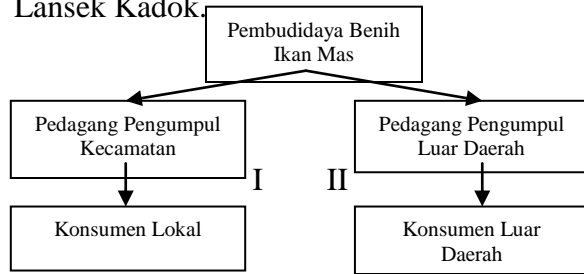 Lansek Kadok.
Pembudidaya Benih
Ikan Mas
Pedagang Pengumpul
Kecamatan
Pedagang Pengumpul
Luar Daerah
I
II
Konsumen Lokal
Konsumen Luar
Daerah